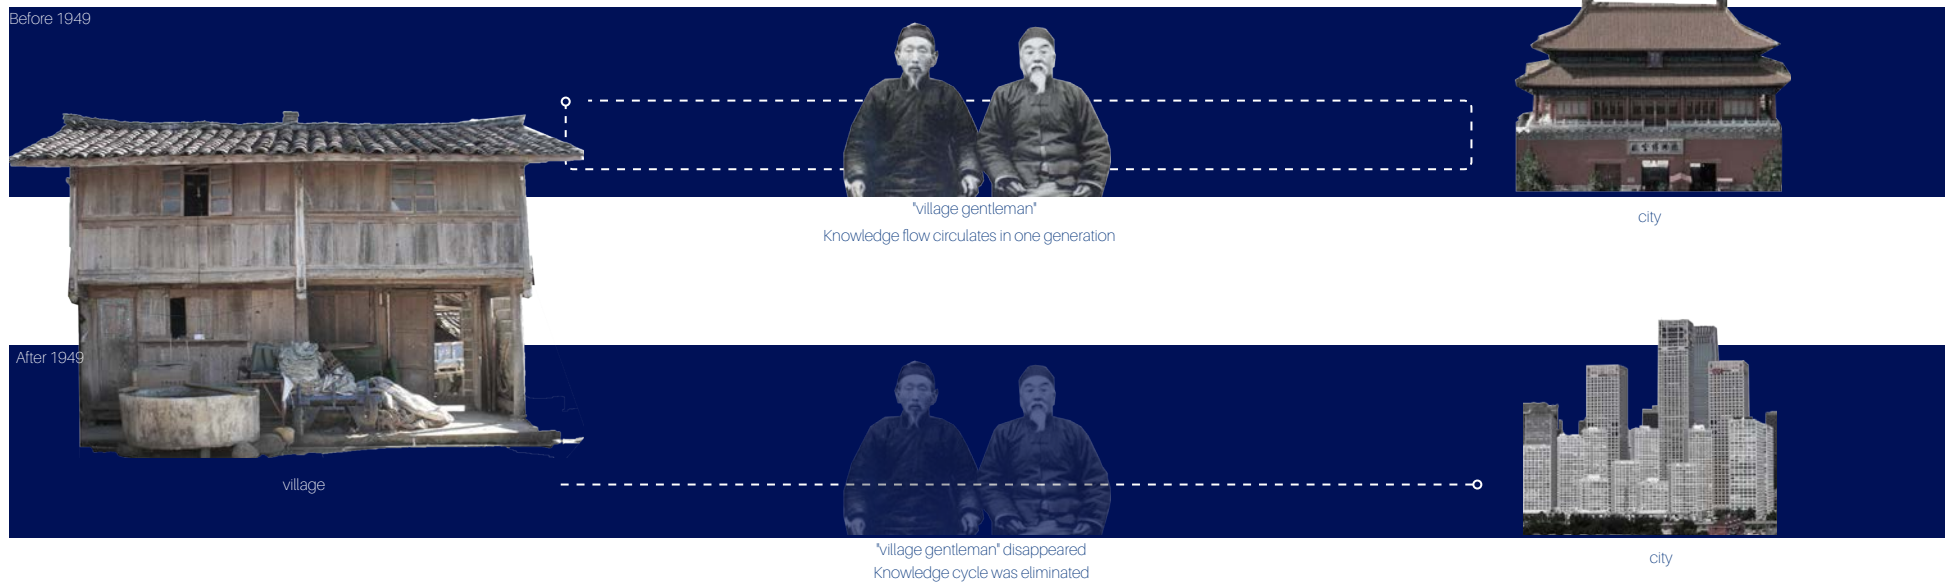 Before 1949
"village gentleman"
Knowledge flow circulates in one generation
city
After 1949
village
"village gentleman" disappeared
Knowledge cycle was eliminated
city